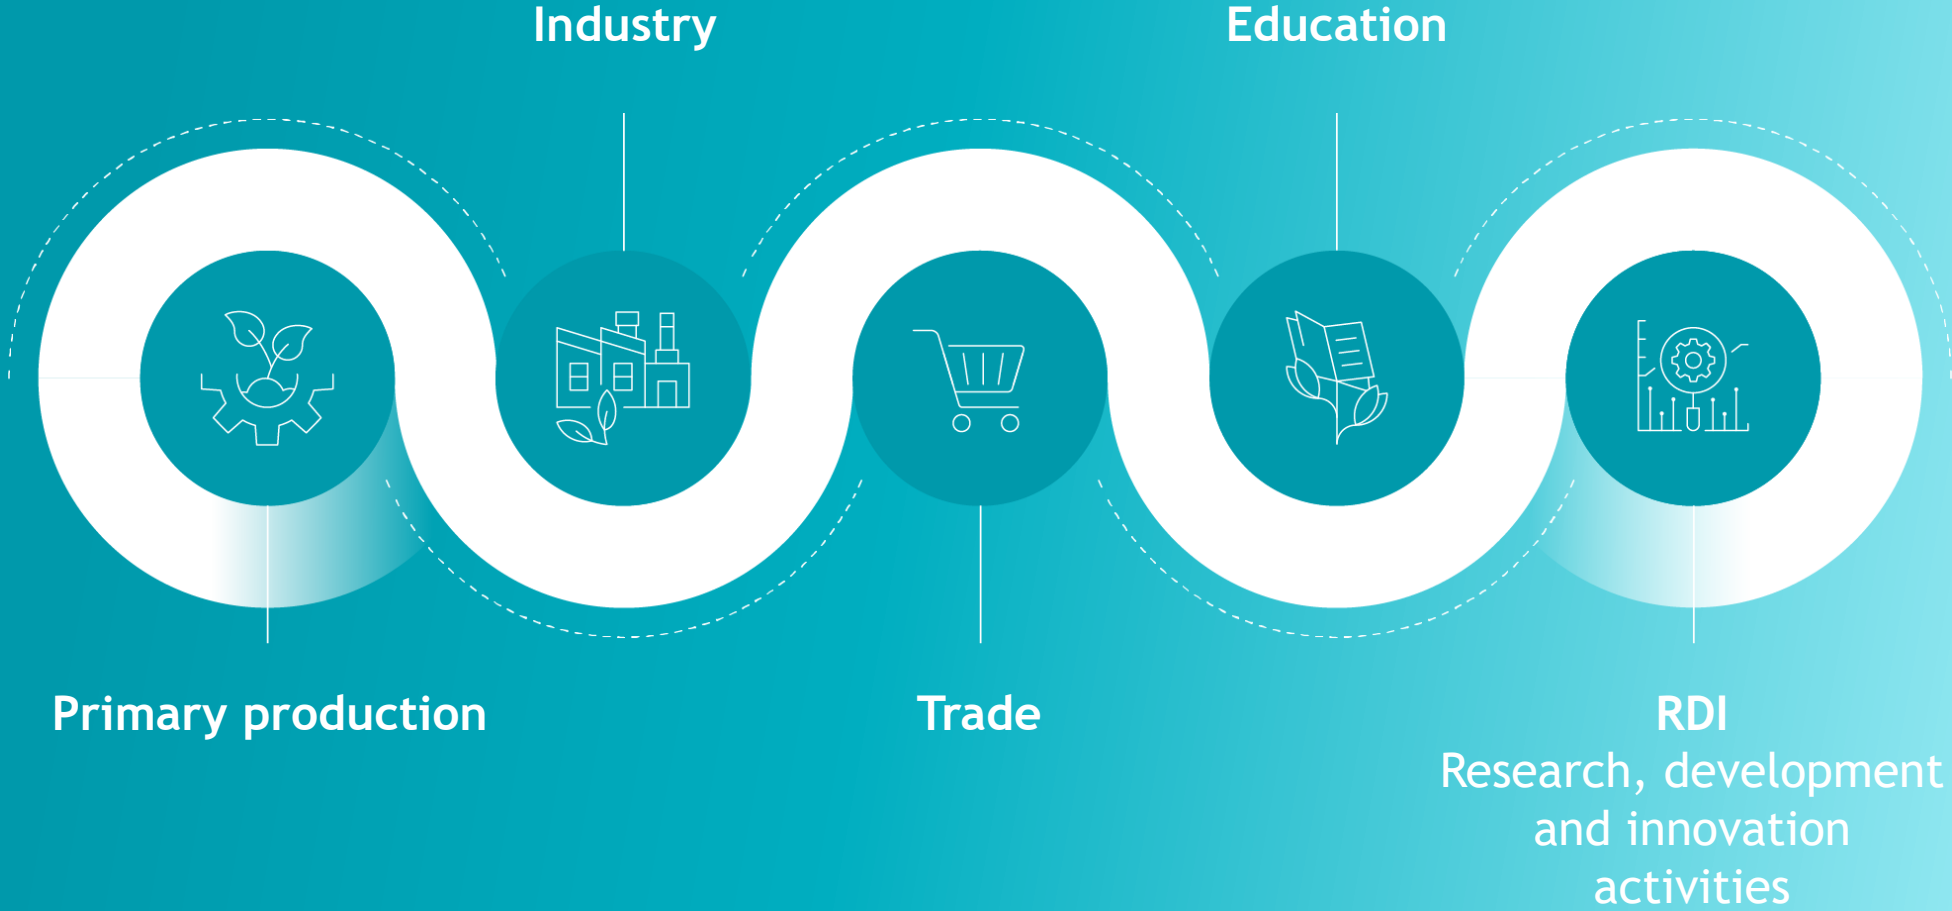 Industry
Education
Primary production
Trade
RDI
Research, development
and innovation
activities